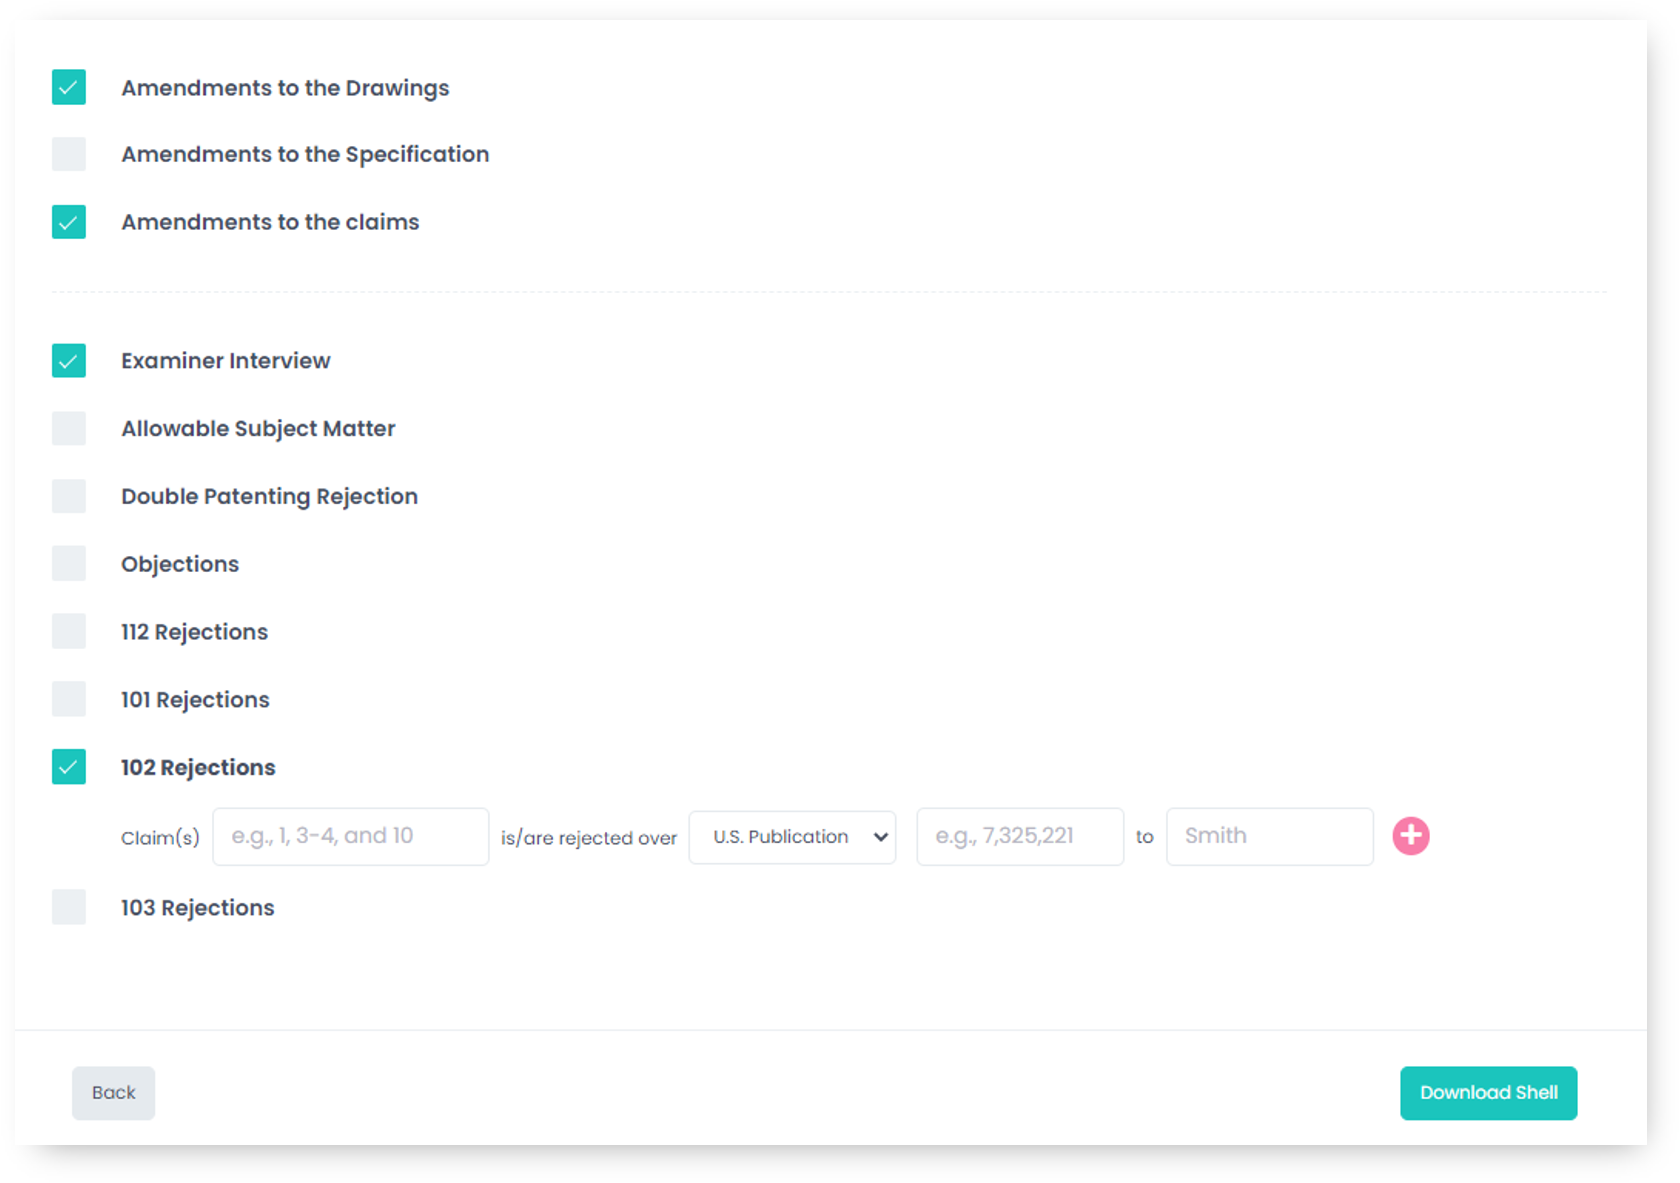 Amendments to the Drawings
Amendments to the Specification
Amendments to the claims
Examiner Interview
Allowable Subject Matter
Double Patenting Rejection
Objections
112 Rejections
101 Rejections
102 Rejections
Claim(s) e.g., 1, 3-4, and 10 is/are rejected over U.S. Publication e.g., 7,325,221 to Smith
103 Rejections
Back Download Shell